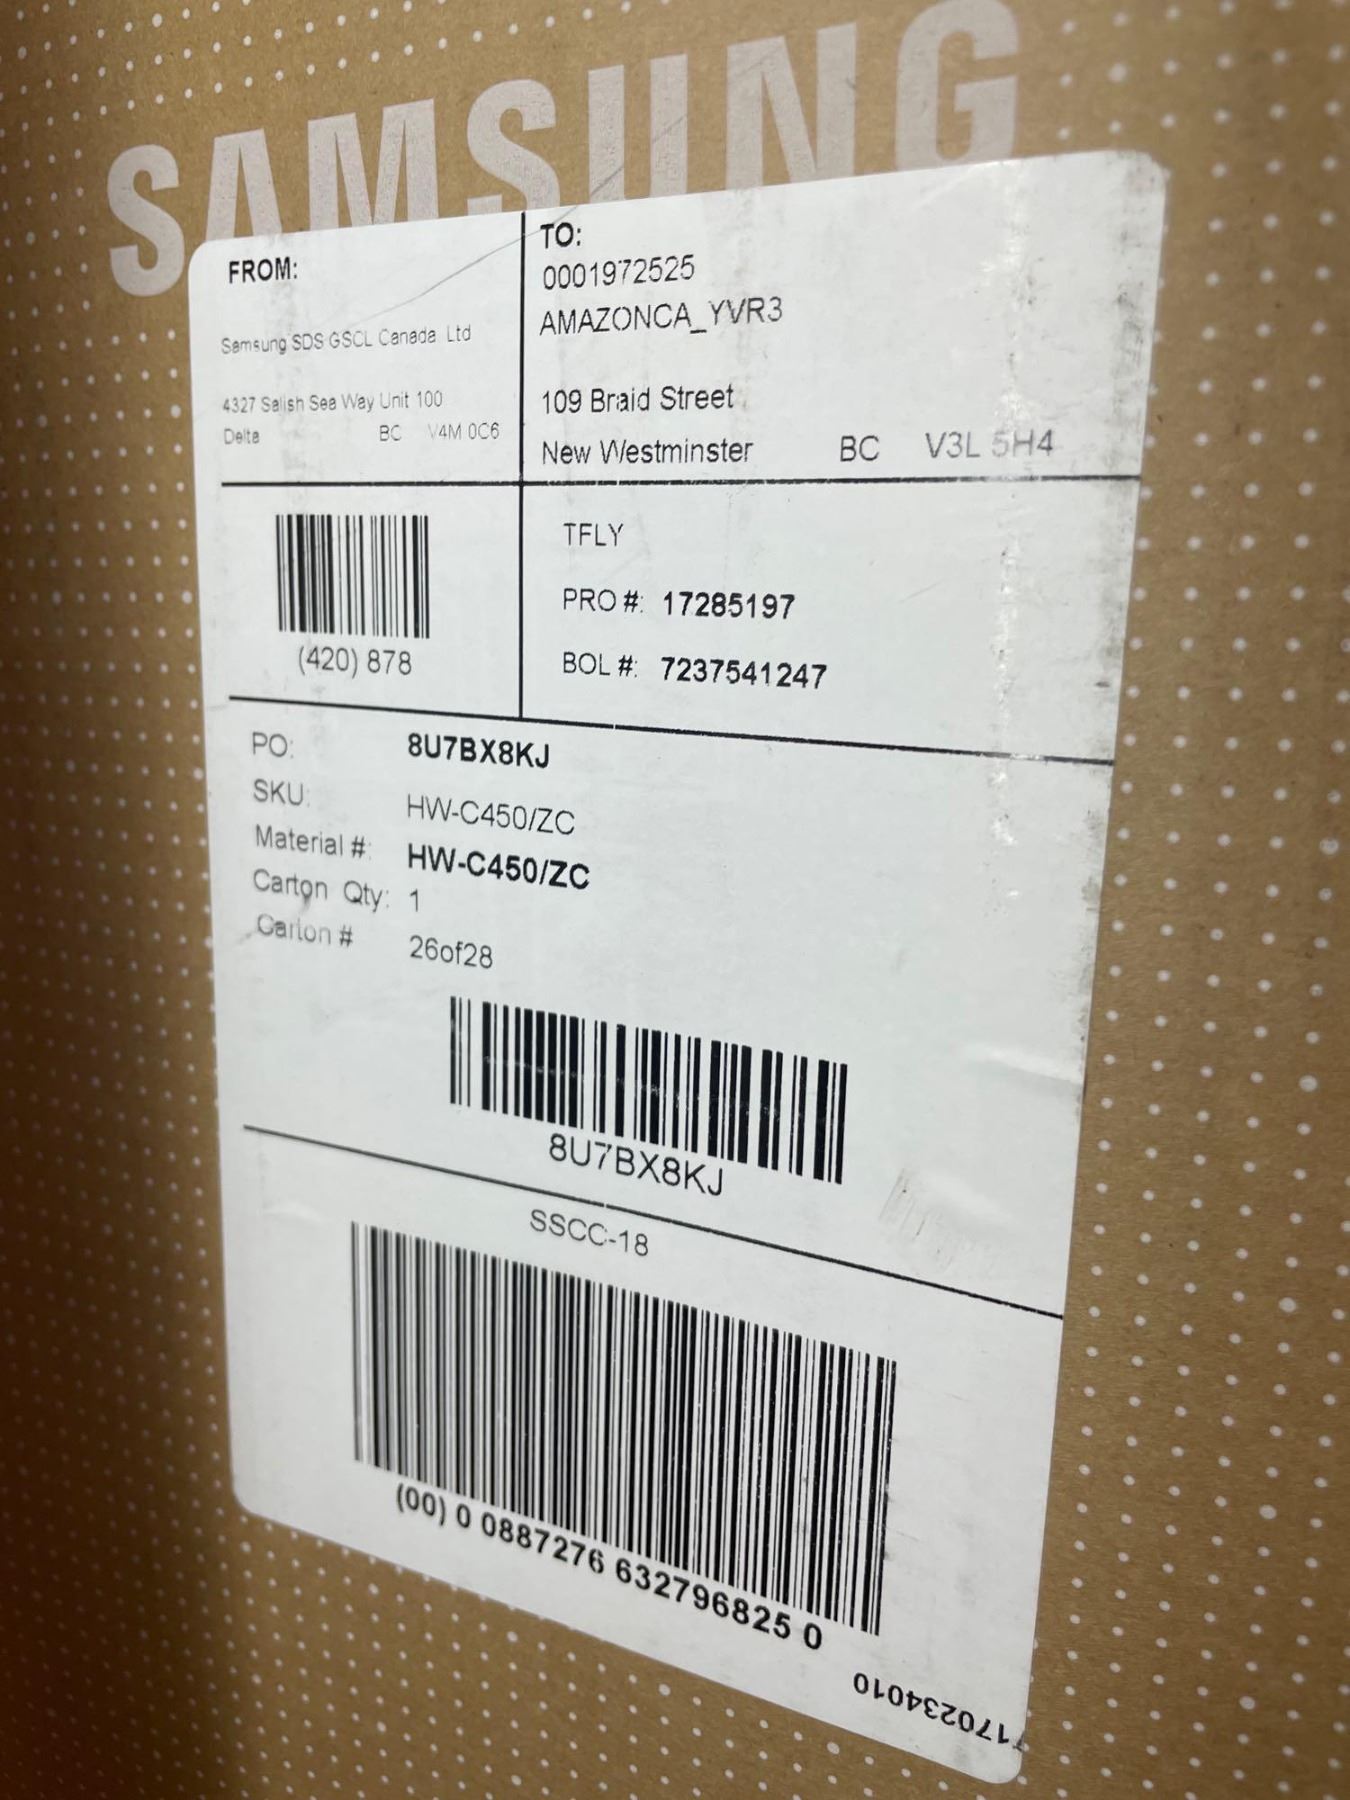 SAMSUNG
FROM:
Samsung SDS GSCL Canada Ltd
4327 Salish Sea Way Unit 100
Delta BC V4M 0C6
TO:
0001972525
AMAZONCA_YVR3
109 Braid Street
New Westminster BC V3L 5H4
(420) 878
TFLY
PRO #: 17285197
BOL #: 7237541247
PO: 8U7BX8KJ
SKU: HW-C450/ZC
Material #: HW-C450/ZC
Carton Qty: 1
Carton # 26of28
8U7BX8KJ
SSCC-18
(00) 0 0887276 632796825 0
7170234010